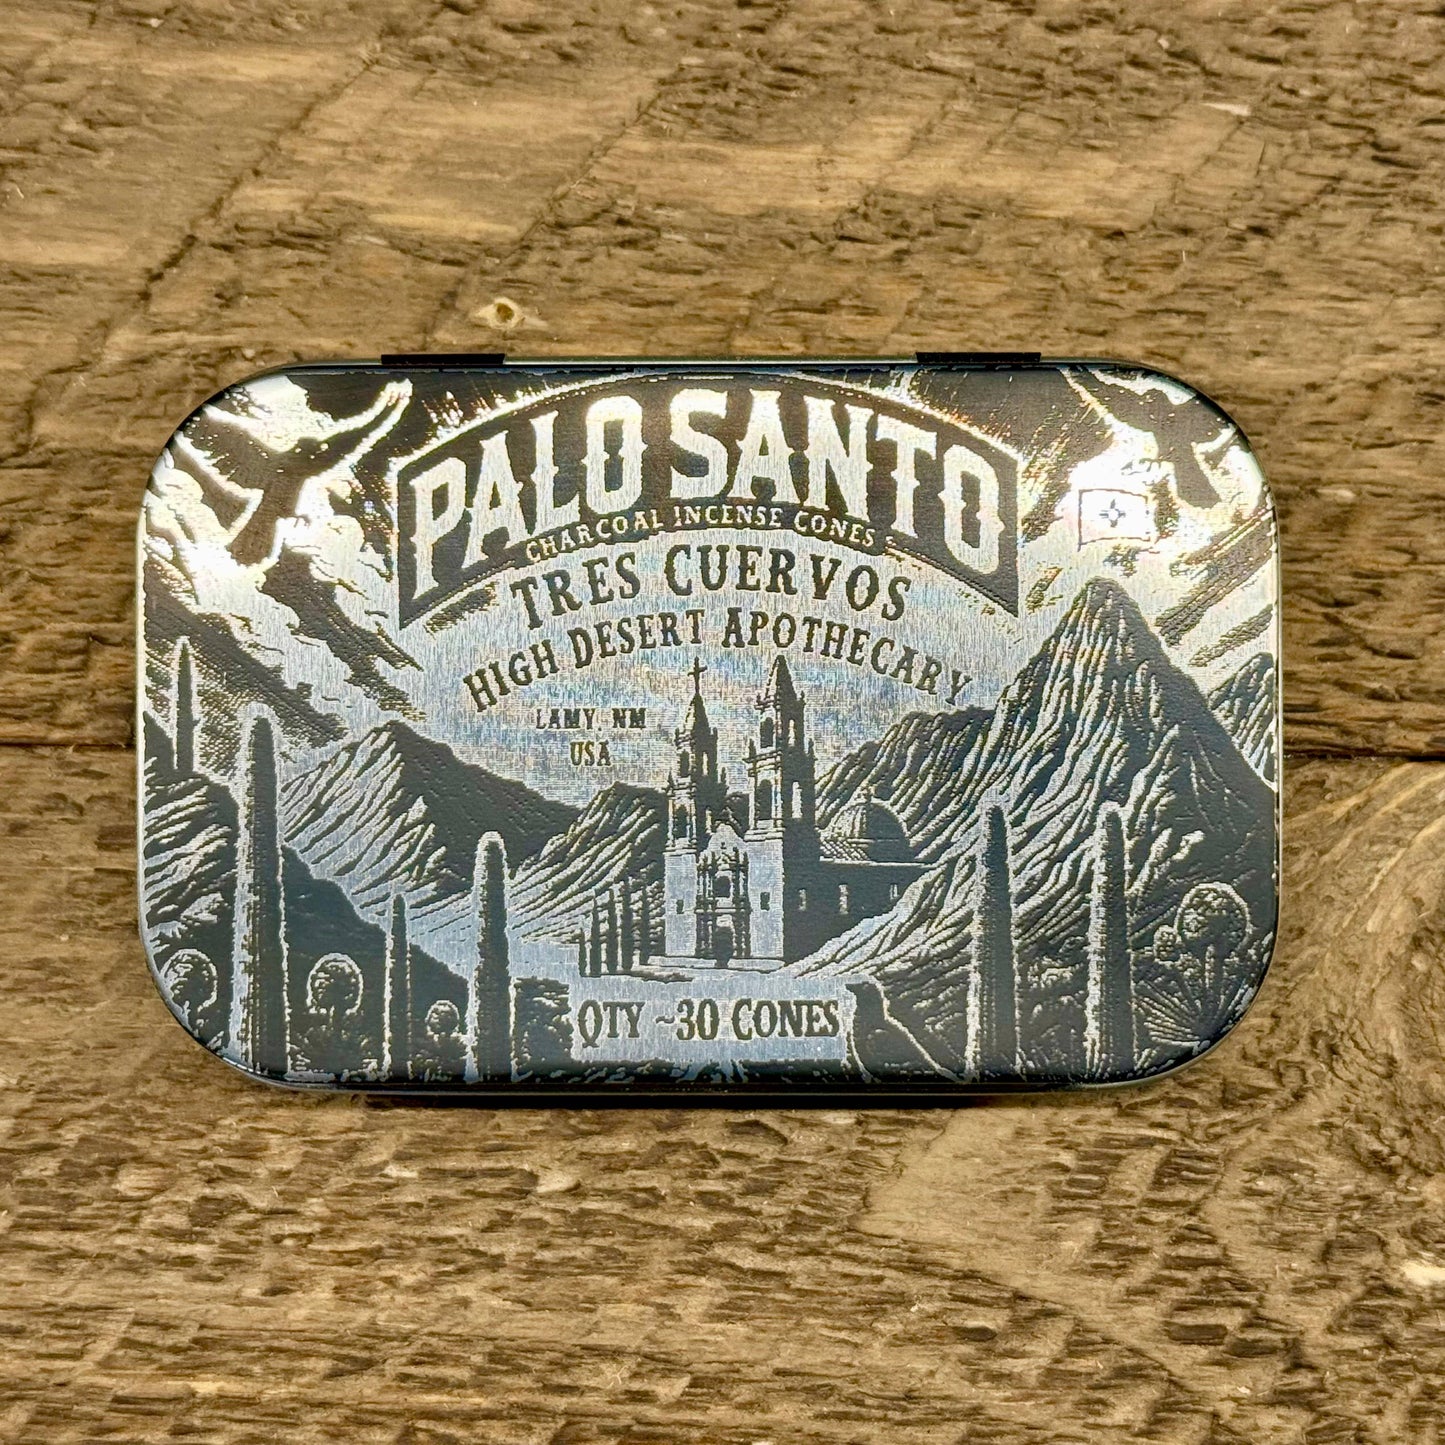 PALO SANTO
CHARCOAL INCENSE CONES
TRES CUERVOS
HIGH DESERT APOTHECARY
LAMY, NM
USA
QTY ~30 CONES